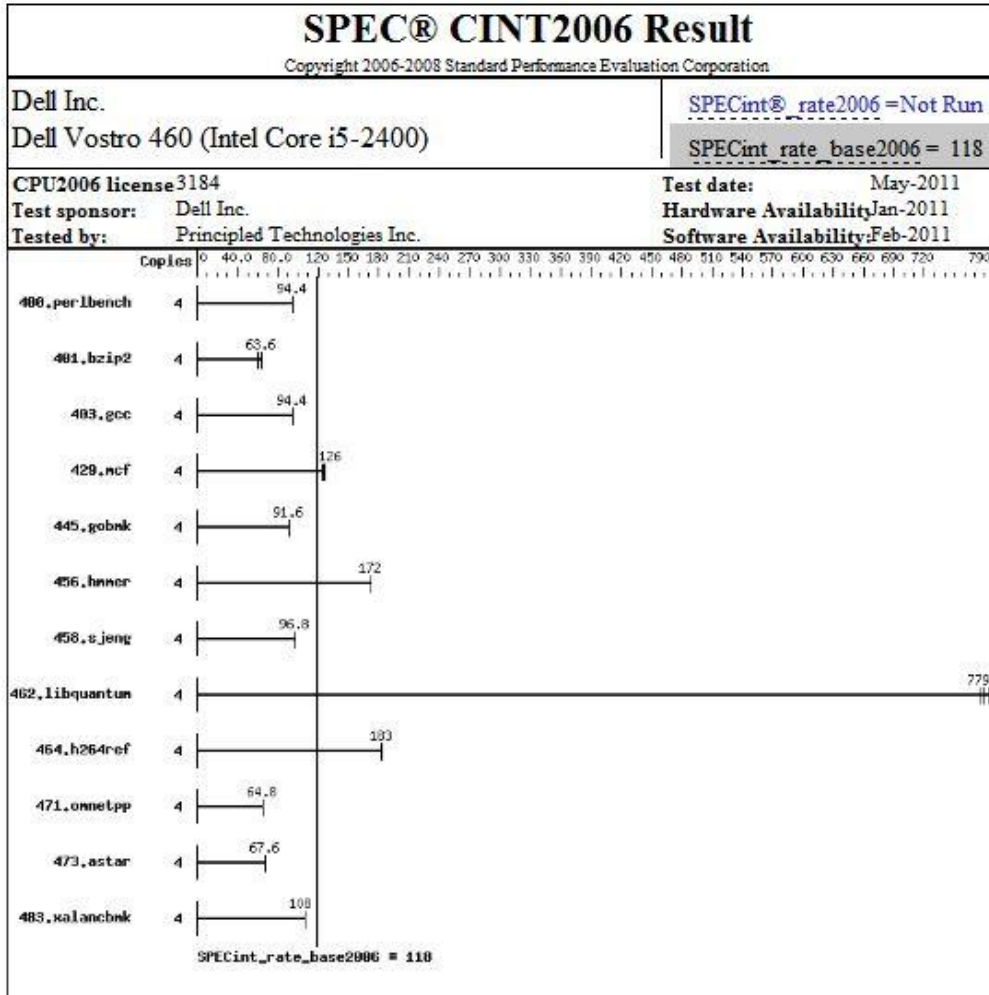 SPEC® CINT2006 Result
Copyright 2006-2008 Standard Performance Evaluation Corporation
Dell Inc.
Dell Vostro 460 (Intel Core i5-2400)
SPECint®_rate2006 =Not Run
SPECint_rate_base2006 = 118
CPU2006 license 3184
Test date: May-2011
Test sponsor: Dell Inc.
Hardware Availability Jan-2011
Tested by: Principled Technologies Inc.
Software Availability: Feb-2011
Copies 0 40.0 80.0 120 150 180 210 240 270 300 330 360 390 420 450 480 510 540 570 600 630 660 690 720 790
400.perlbench 4 94.4
401.bzip2 4 63.6
403.gcc 4 94.4
429.mcf 4 126
445.gobmk 4 91.6
456.hmmer 4 172
458.sjeng 4 96.8
462.libquantum 4 779
464.h264ref 4 183
471.omnetpp 4 64.8
473.astar 4 67.6
483.xalancbmk 4 108
SPECint_rate_base2006 = 118